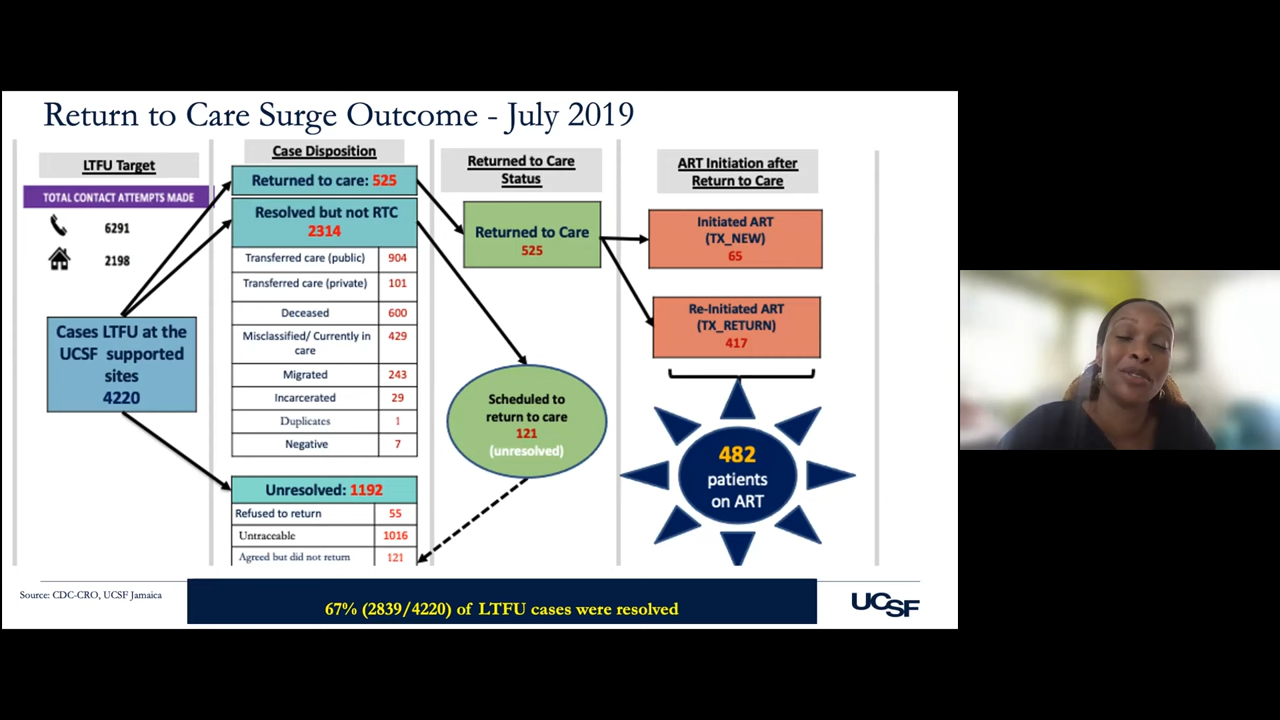 Return to Care Surge Outcome - July 2019
LTFU Target
TOTAL CONTACT ATTEMPTS MADE
6291
2198
Cases LTFU at the
UCSF supported
sites
4220
Case Disposition
Returned to care: 525
Resolved but not RTC
2314
Transferred care (public) 904
Transferred care (private) 101
Deceased 600
Misclassified/ Currently in
care 429
Migrated 243
Incarcerated 29
Duplicates 1
Negative 7
Unresolved: 1192
Refused to return 55
Untraceable 1016
Agreed but did not return 121
Returned to Care
Status
Returned to Care
525
Scheduled to
return to care
121
(unresolved)
ART Initiation after
Return to Care
Initiated ART
(TX_NEW)
65
Re-Initiated ART
(TX_RETURN)
417
482
patients
on ART
Source: CDC-CRO, UCSF Jamaica
67% (2839/4220) of LTFU cases were resolved
UCSF